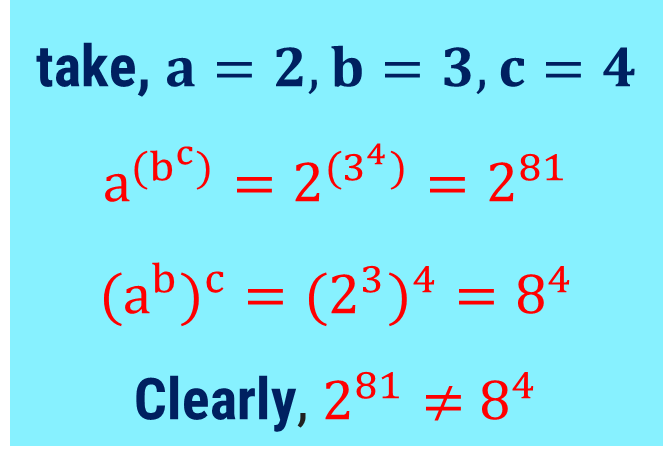 take, a = 2, b = 3, c = 4
a^(b^c) = 2^(3^4) = 2^81
(a^b)^c = (2^3)^4 = 8^4
Clearly, 2^81 ≠ 8^4